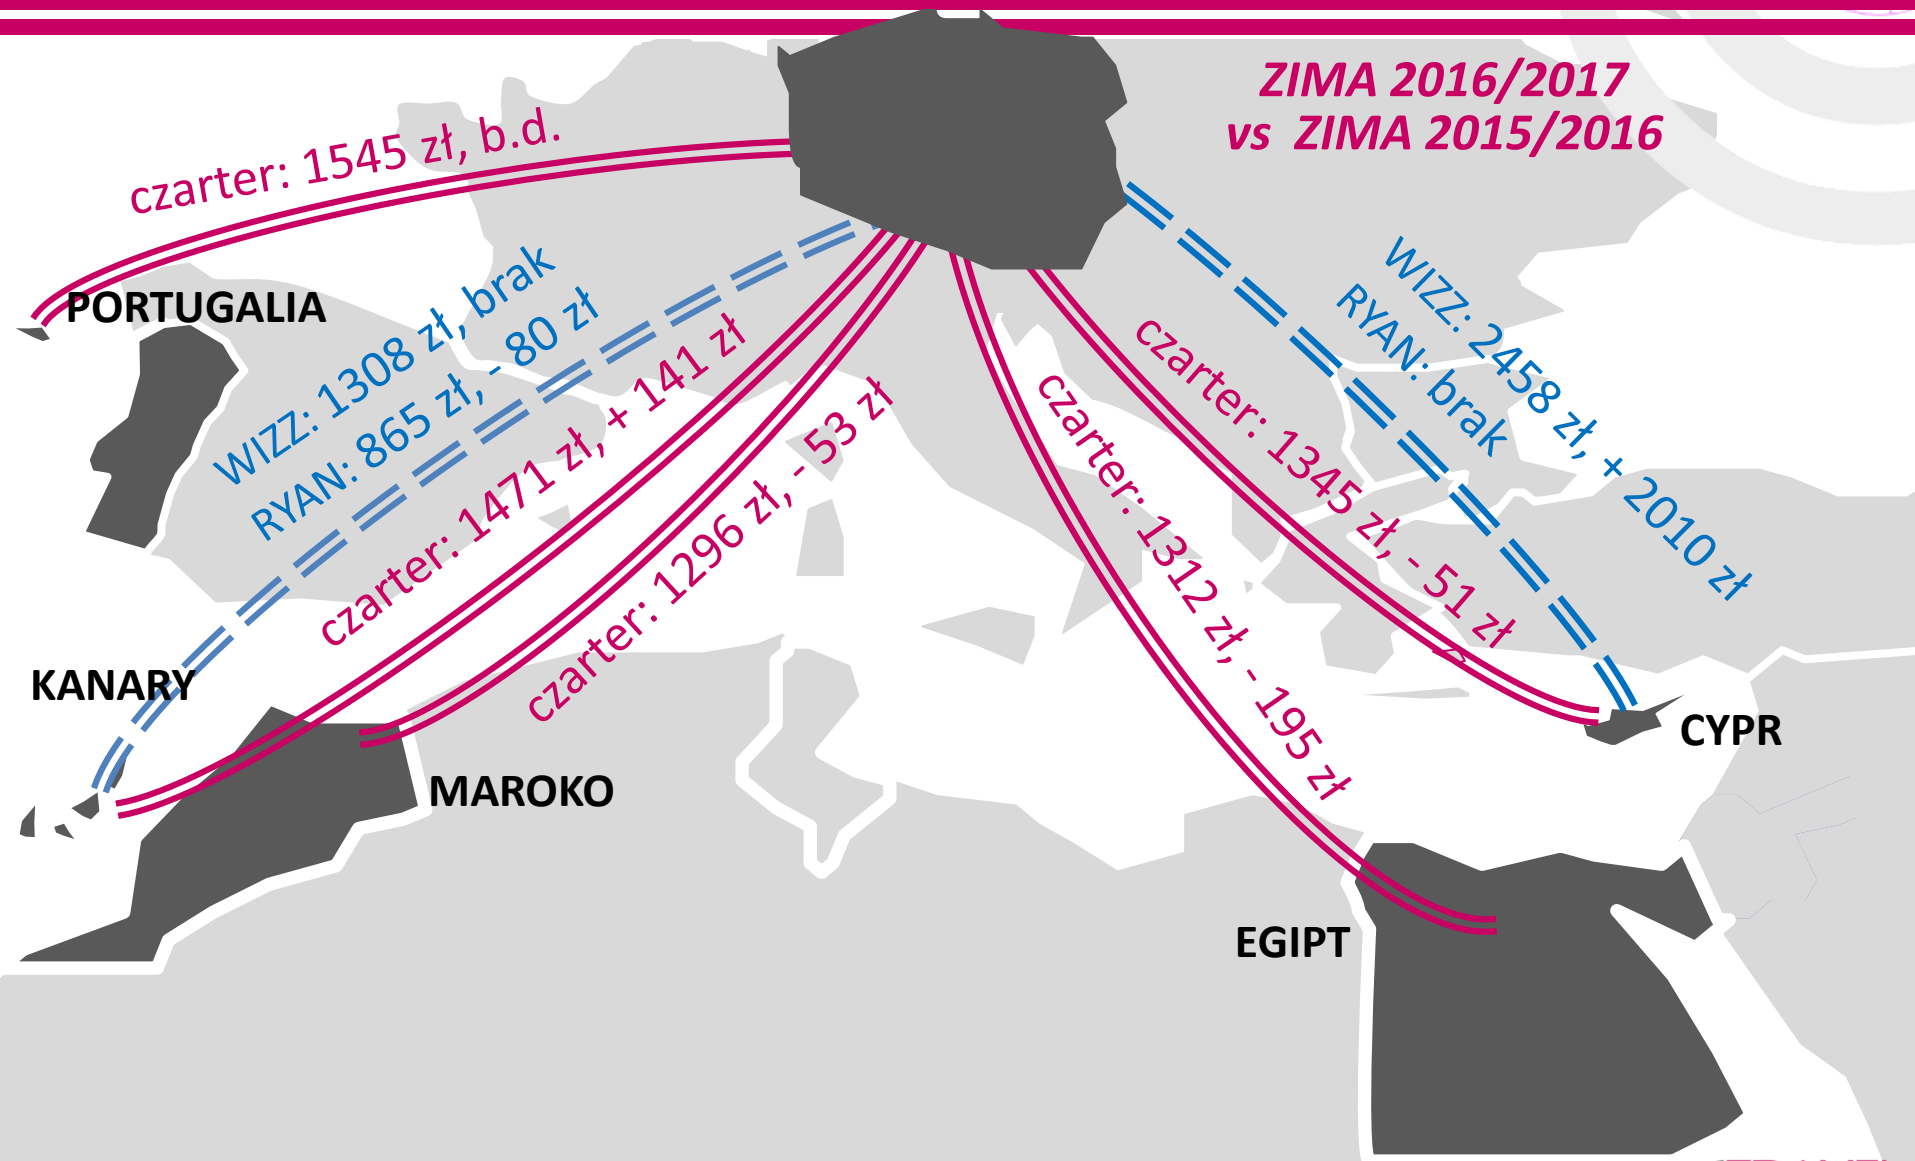 ZIMA 2016/2017
vs ZIMA 2015/2016
czarter: 1545 zł, b.d.
PORTUGALIA
WIZZ: 1308 zł, brak
RYAN: 865 zł, - 80 zł
czarter: 1471 zł, + 141 zł
KANARY
czarter: 1296 zł, - 53 zł
MAROKO
czarter: 1312 zł, - 195 zł
EGIPT
czarter: 1345 zł, - 51 zł
WIZZ: 2458 zł, + 2010 zł
RYAN: brak
CYPR